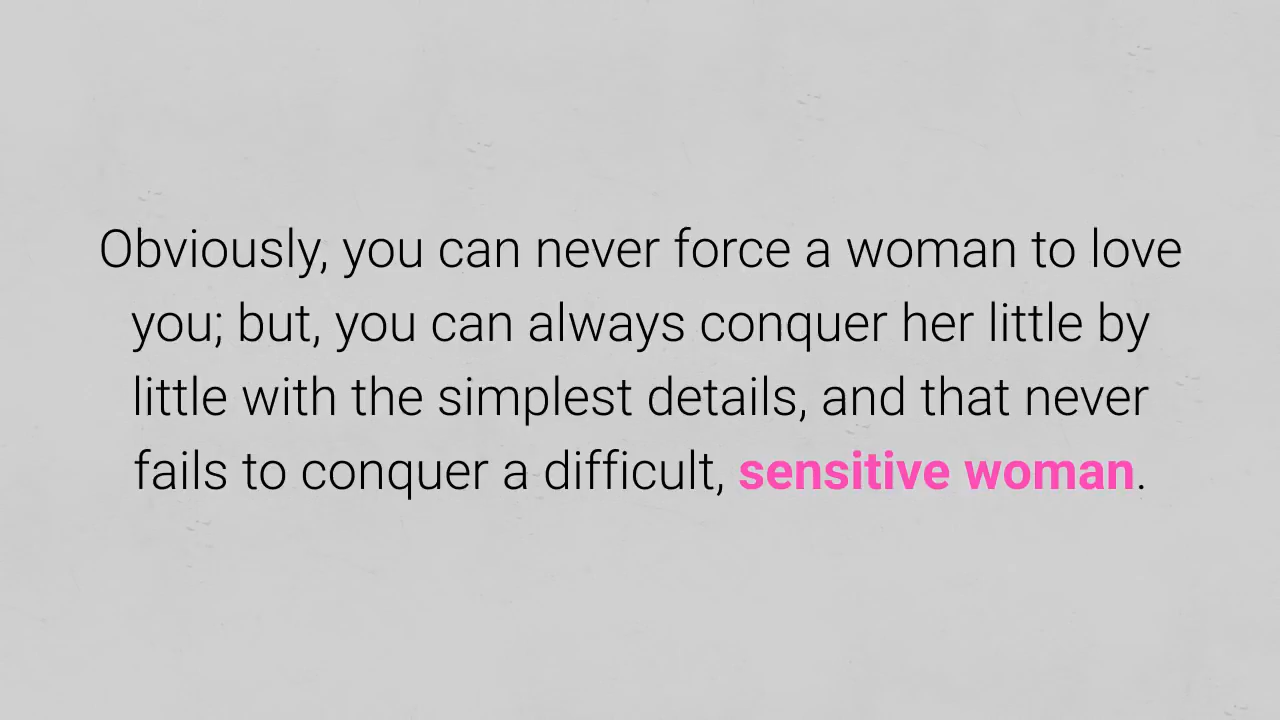 Obviously, you can never force a woman to love
you; but, you can always conquer her little by
little with the simplest details, and that never
fails to conquer a difficult, sensitive woman.